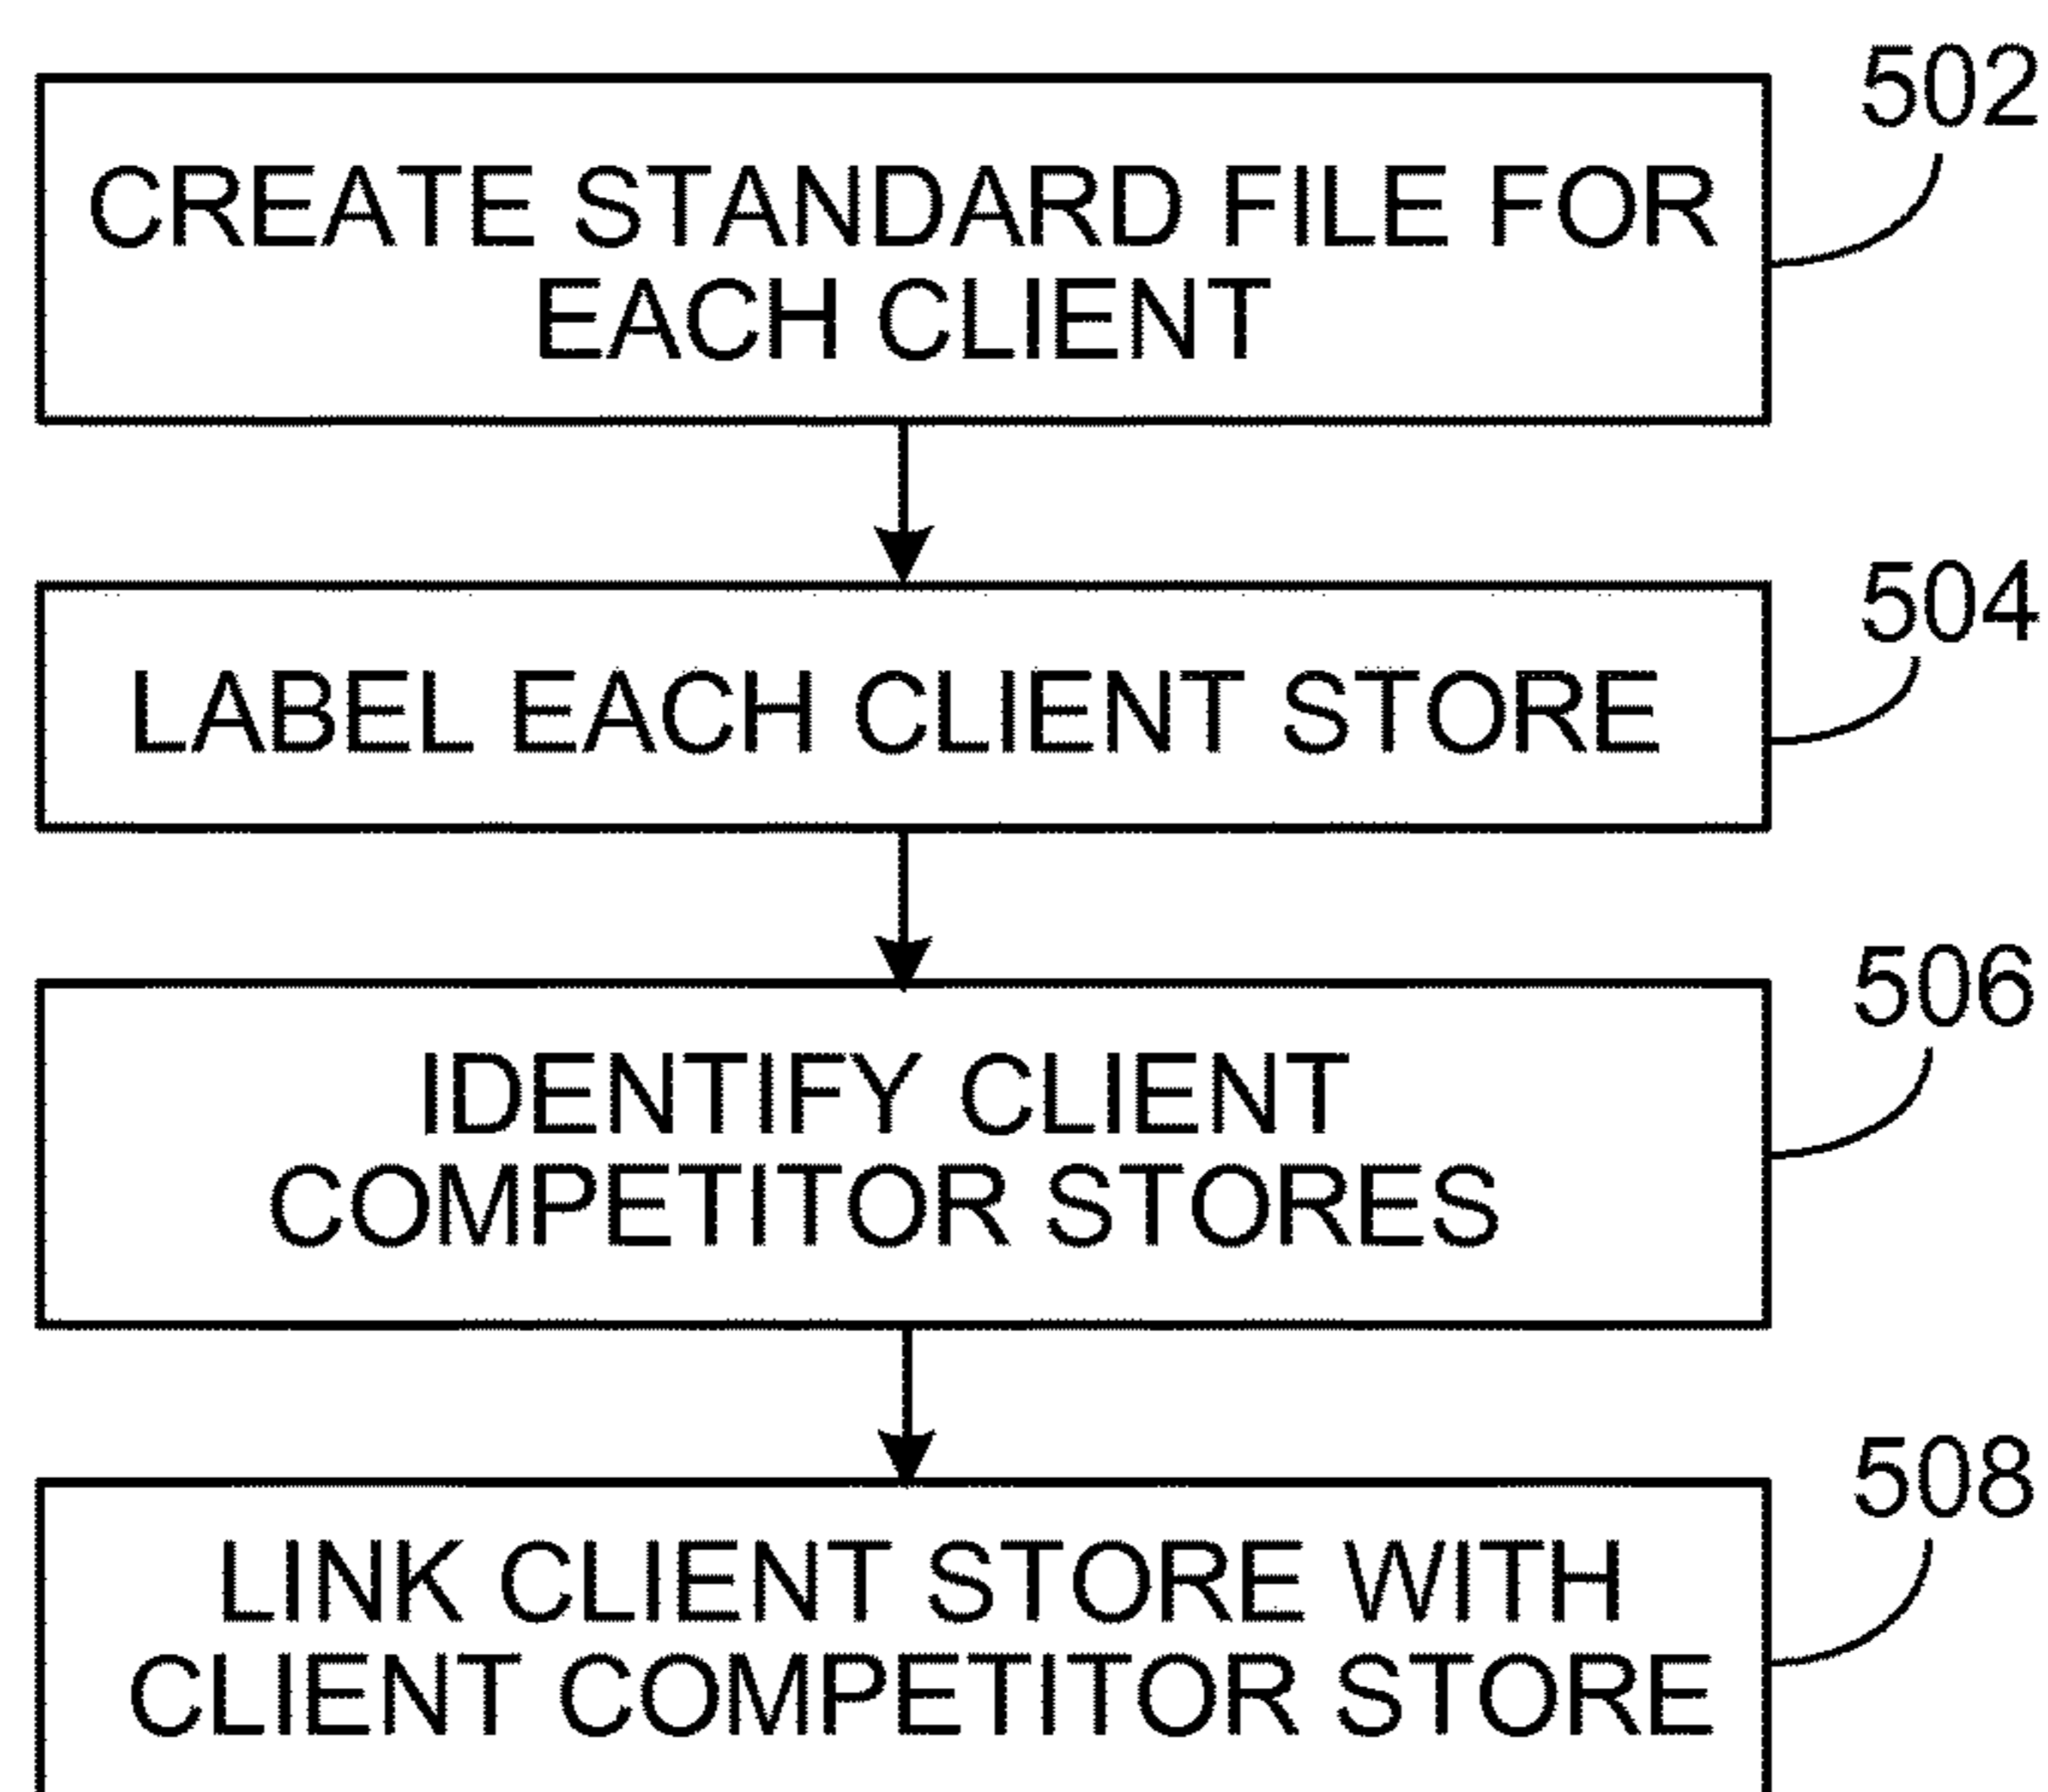 502
CREATE STANDARD FILE FOR
EACH CLIENT
504
LABEL EACH CLIENT STORE
506
IDENTIFY CLIENT
COMPETITOR STORES
508
LINK CLIENT STORE WITH
CLIENT COMPETITOR STORE